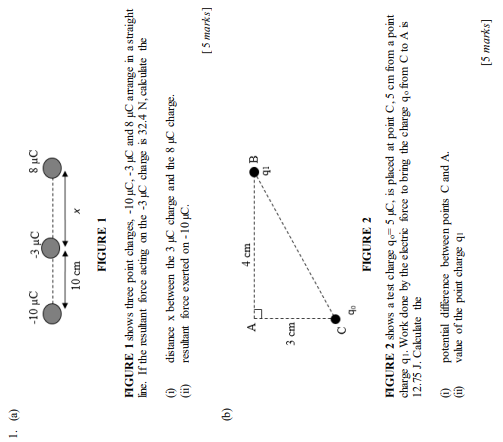 1. (a)
-10 µC -3 µC 8 µC
10 cm x
FIGURE 1
FIGURE 1 shows three point charges, -10 µC, -3 µC and 8 µC arrange in a straight
line. If the resultant force acting on the -3 µC charge is 32.4 N, calculate the
(i) distance x between the 3 µC charge and the 8 µC charge.
(ii) resultant force exerted on -10 µC.
[ 5 marks]
(b)
A 4 cm B
q1
3 cm
C
q0
FIGURE 2
FIGURE 2 shows a test charge q0= 5 µC, is placed at point C, 5 cm from a point
charge q1. Work done by the electric force to bring the charge q0 from C to A is
12.75 J. Calculate the
(i) potential difference between points C and A.
(ii) value of the point charge q1
[5 marks]